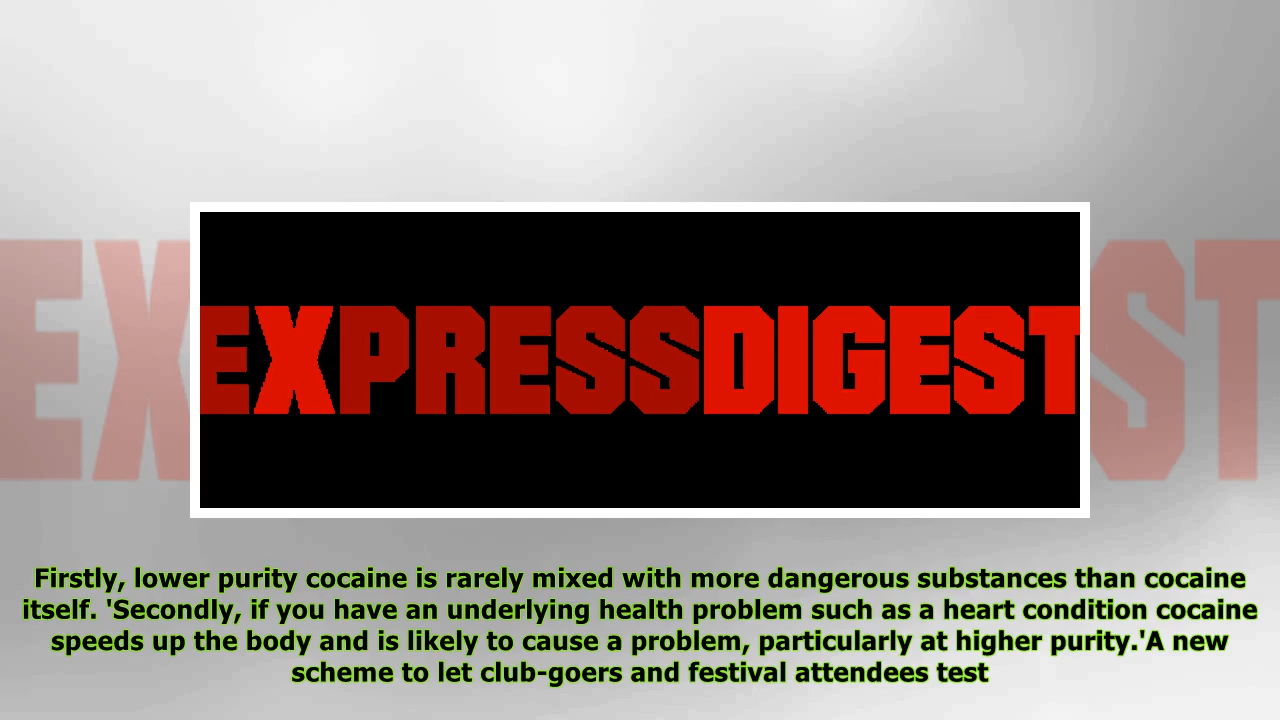 EXPRESSDIGEST
Firstly, lower purity cocaine is rarely mixed with more dangerous substances than cocaine
itself. 'Secondly, if you have an underlying health problem such as a heart condition cocaine
speeds up the body and is likely to cause a problem, particularly at higher purity.'A new
scheme to let club-goers and festival attendees test